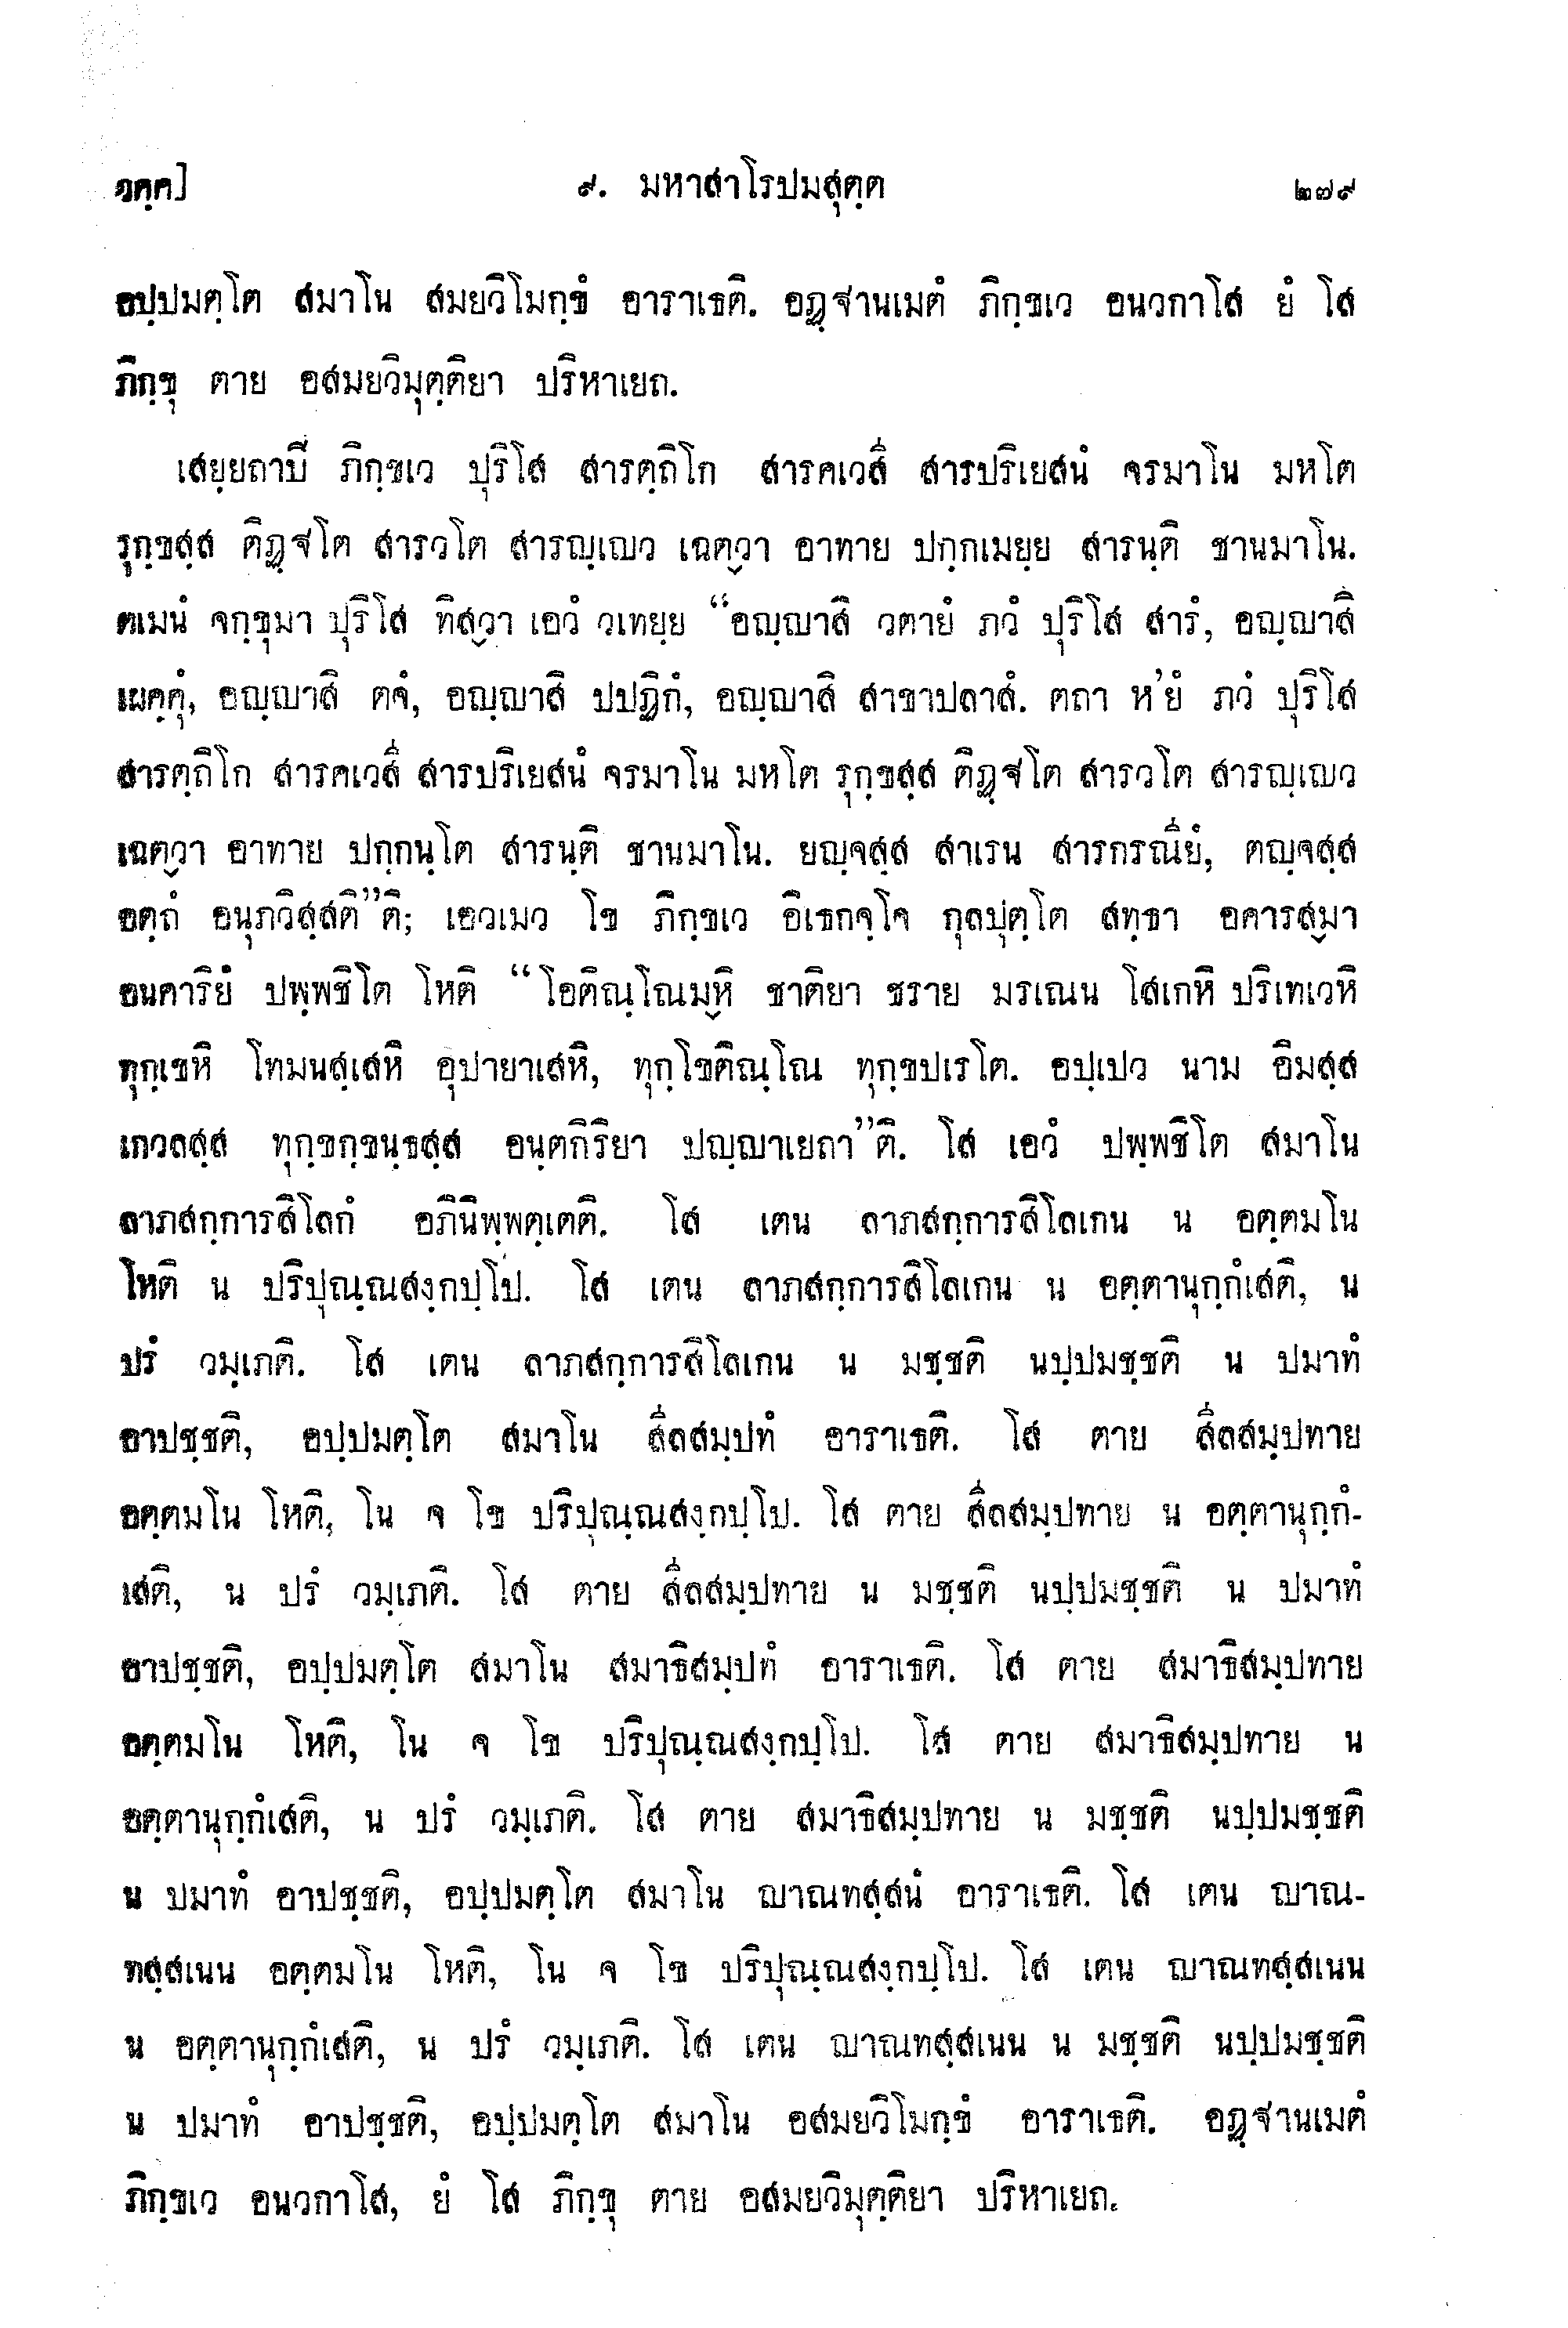 วคฺค] ๙. มหาสาโรปมสุตฺต ๒๗๙
อปฺปมตฺโต สมาโน สมยวิโมกฺขํ อาราเธติ. อฏฺฐานเมตํ ภิกฺขเว อนวกาโส ยํ โส
ภิกฺขุ ตาย อสมยวิมุตฺติยา ปริหาเยถ.
เสยฺยถาปิ ภิกฺขเว ปุริโส สารตฺถิโก สารคเวสี สารปริเยสนํ จรมาโน มหโต
รุกฺขสฺส ติฏฺฐโต สารวโต สารญฺเญว เฉตฺวา อาทาย ปกฺกเมยฺย สารนฺติ ชานมาโน.
ตเมนํ จกฺขุมา ปุริโส ทิสฺวา เอวํ วเทยฺย “อญฺญาสิ วตายํ ภวํ ปุริโส สารํ, อญฺญาสิ
เผคฺคุํ, อญฺญาสิ ตจํ, อญฺญาสิ ปปฏิกํ, อญฺญาสิ สาขาปลาสํ. ตถา ห’ยํ ภวํ ปุริโส
สารตฺถิโก สารคเวสี สารปริเยสนํ จรมาโน มหโต รุกฺขสฺส ติฏฺฐโต สารวโต สารญฺเญว
เฉตฺวา อาทาย ปกฺกนฺโต สารนฺติ ชานมาโน. ยญฺจสฺส สาเรน สารกรณียํ, ตญฺจสฺส
อตฺถํ อนุภวิสฺสติ”ติ; เอวเมว โข ภิกฺขเว อิเธกจฺโจ กุลปุตฺโต สทฺธา อคารสฺมา
อนคาริยํ ปพฺพชิโต โหติ “โอติณฺโณมฺหิ ชาติยา ชราย มรเณน โสเกหิ ปริเทเวหิ
ทุกฺเขหิ โทมนสฺเสหิ อุปายาเสหิ, ทุกฺโขติณฺโณ ทุกฺขปเรโต. อปฺเปว นาม อิมสฺส
เกวลสฺส ทุกฺขกฺขนฺธสฺส อนฺตกิริยา ปญฺญาเยถา”ติ. โส เอวํ ปพฺพชิโต สมาโน
ลาภสกฺการสิโลกํ อภินิพฺพตฺเตติ. โส เตน ลาภสกฺการสิโลเกน น อตฺตมโน
โหติ น ปริปุณฺณสงฺกปฺโป. โส เตน ลาภสกฺการสิโลเกน น อตฺตานุกฺกํเสติ, น
ปรํ วมฺเภติ. โส เตน ลาภสกฺการสิโลเกน น มชฺชติ นปฺปมชฺชติ น ปมาทํ
อาปชฺชติ, อปฺปมตฺโต สมาโน สีลสมฺปทํ อาราเธติ. โส ตาย สีลสมฺปทาย
อตฺตมโน โหติ, โน จ โข ปริปุณฺณสงฺกปฺโป. โส ตาย สีลสมฺปทาย น อตฺตานุกฺกํ-
เสติ, น ปรํ วมฺเภติ. โส ตาย สีลสมฺปทาย น มชฺชติ นปฺปมชฺชติ น ปมาทํ
อาปชฺชติ, อปฺปมตฺโต สมาโน สมาธิสมฺปทํ อาราเธติ. โส ตาย สมาธิสมฺปทาย
อตฺตมโน โหติ, โน จ โข ปริปุณฺณสงฺกปฺโป. โส ตาย สมาธิสมฺปทาย น
อตฺตานุกฺกํเสติ, น ปรํ วมฺเภติ. โส ตาย สมาธิสมฺปทาย น มชฺชติ นปฺปมชฺชติ
น ปมาทํ อาปชฺชติ, อปฺปมตฺโต สมาโน ญาณทสฺสนํ อาราเธติ. โส เตน ญาณ-
ทสฺสเนน อตฺตมโน โหติ, โน จ โข ปริปุณฺณสงฺกปฺโป. โส เตน ญาณทสฺสเนน
น อตฺตานุกฺกํเสติ, น ปรํ วมฺเภติ. โส เตน ญาณทสฺสเนน น มชฺชติ นปฺปมชฺชติ
น ปมาทํ อาปชฺชติ, อปฺปมตฺโต สมาโน อสมยวิโมกฺขํ อาราเธติ. อฏฺฐานเมตํ
ภิกฺขเว อนวกาโส, ยํ โส ภิกฺขุ ตาย อสมยวิมุตฺติยา ปริหาเยถ.